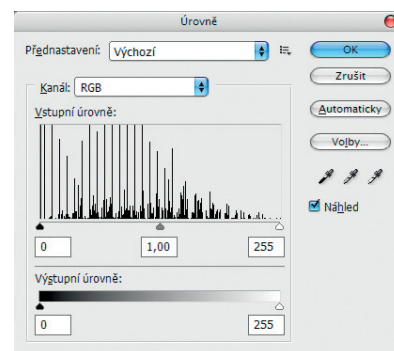 Úrovně
Přednastavení: Výchozí
OK
Zrušit
Automaticky
Volby...
Náhled
Kanál: RGB
Vstupní úrovně:
0 1,00 255
Výstupní úrovně:
0 255